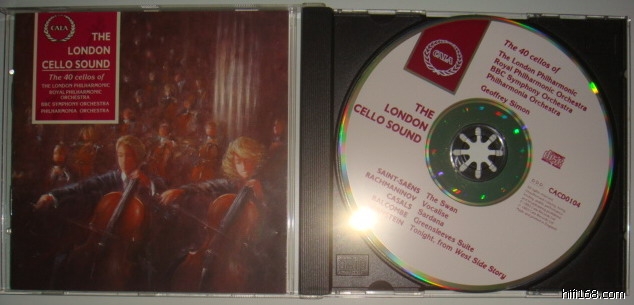 CALA
THE
LONDON
CELLO SOUND
The 40 cellos of
THE LONDON PHILHARMONIC
ROYAL PHILHARMONIC
ORCHESTRA
BBC SYMPHONY ORCHESTRA
PHILHARMONIA ORCHESTRA
CALA
The 40 cellos of
The London Philharmonic
Royal Philharmonic Orchestra
BBC Symphony Orchestra
Philharmonia Orchestra
Geoffrey Simon
THE
LONDON
CELLO SOUND
CACD0104
SAINT-SAËNS The Swan
RACHMANINOV Vocalise
CASALS Sardana
BALCOMBE Greensleeves Suite
Tonight, from West Side Story
hifi168.com